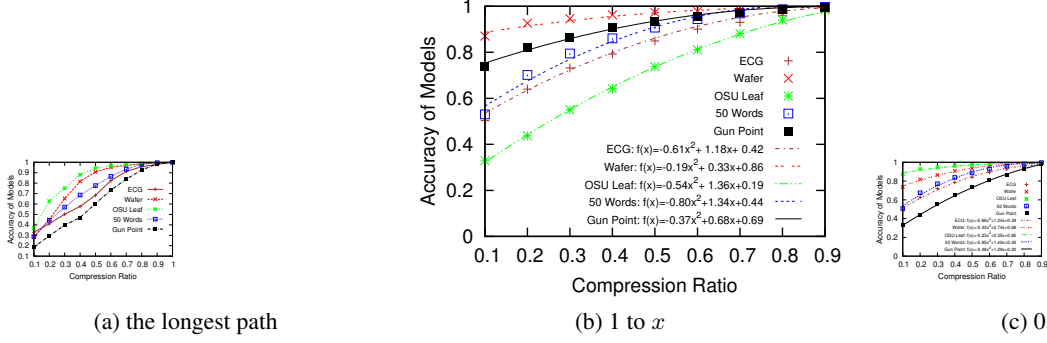 Accuracy of Models
1
0.9
0.8
0.7
0.6
0.5
0.4
0.3
0.2
0.1
ECG
Wafer
OSU Leaf
50 Words
Gun Point
0.1 0.2 0.3 0.4 0.5 0.6 0.7 0.8 0.9 1
Compression Ratio
(a) the longest path
Accuracy of Models
1
0.8
0.6
0.4
0.2
0
ECG
Wafer
OSU Leaf
50 Words
Gun Point
ECG: f(x)=-0.61x²+ 1.18x+ 0.42
Wafer: f(x)=-0.19x²+ 0.33x+0.86
OSU Leaf: f(x)=-0.54x²+ 1.36x+0.19
50 Words: f(x)=-0.80x²+1.34x+0.44
Gun Point: f(x)=-0.37x²+0.68x+0.69
0.1 0.2 0.3 0.4 0.5 0.6 0.7 0.8 0.9
Compression Ratio
(b) 1 to x
Accuracy of Models
1
0.8
0.6
0.4
0.2
0
ECG
Wafer
OSU Leaf
50 Words
Gun Point
0.1 0.2 0.3 0.4 0.5 0.6 0.7 0.8 0.9
Compression Ratio
(c) 0